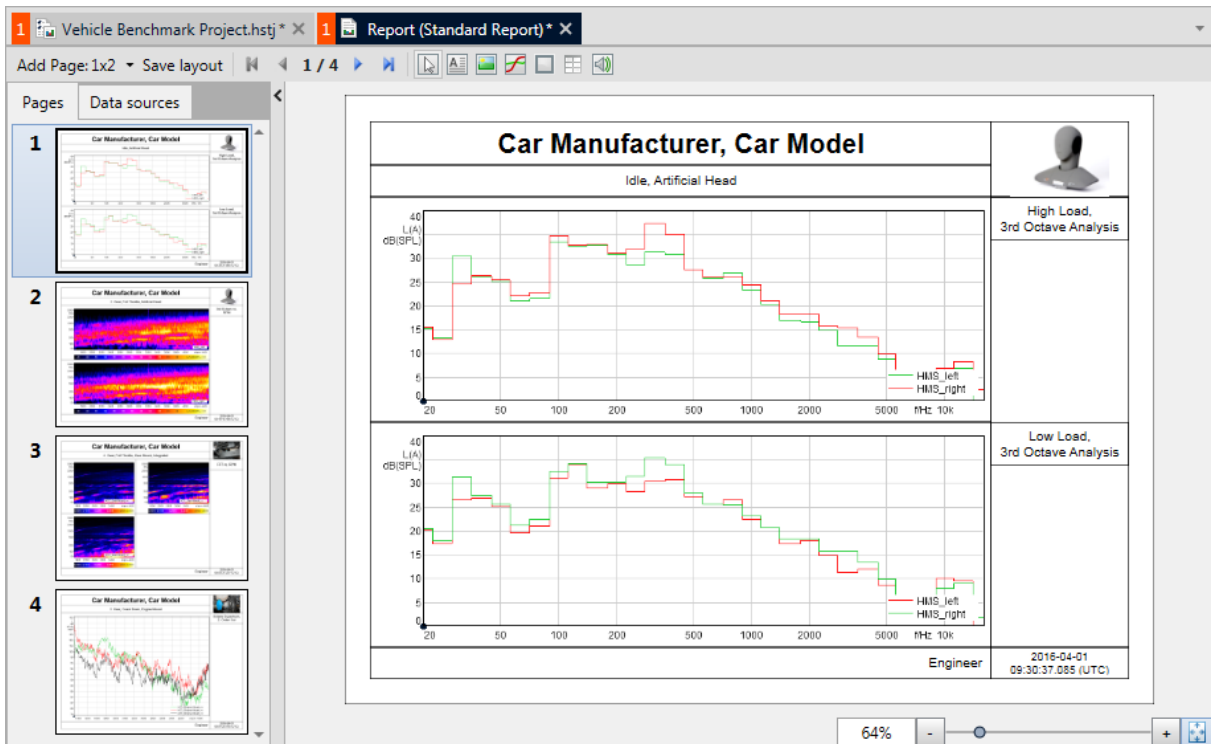 1 Vehicle Benchmark Project.hstj* 1 Report (Standard Report)*
Add Page: 1x2 Save layout 1 / 4
Pages Data sources
1
Car Manufacturer, Car Model
2
Car Manufacturer, Car Model
3
Car Manufacturer, Car Model
4
Car Manufacturer, Car Model
Car Manufacturer, Car Model
Idle, Artificial Head
High Load,
3rd Octave Analysis
40
L(A)
dB(SPL)
30
25
20
15
10
5
0
HMS_left
HMS_right
20 50 100 200 500 1000 2000 5000 f/Hz 10k
Low Load,
3rd Octave Analysis
40
L(A)
dB(SPL)
30
25
20
15
10
5
0
HMS_left
HMS_right
20 50 100 200 500 1000 2000 5000 f/Hz 10k
Engineer
2016-04-01
09:30:37.085 (UTC)
64% - +